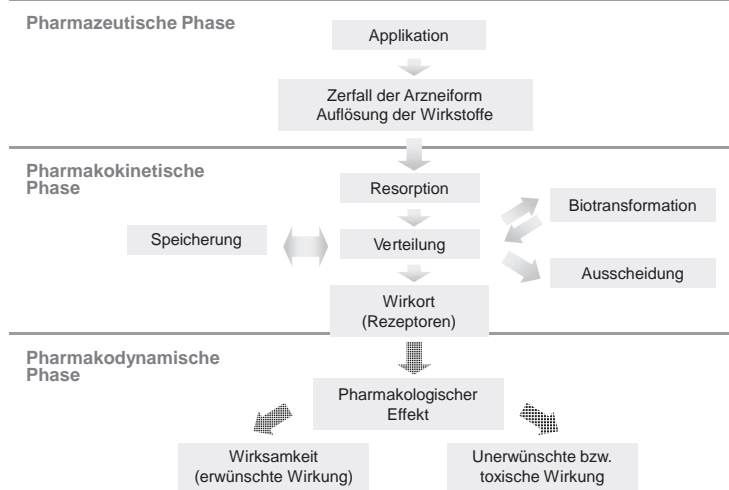 Pharmazeutische Phase
Applikation
Zerfall der Arzneiform
Auflösung der Wirkstoffe
Pharmakokinetische
Phase
Resorption
Biotransformation
Speicherung
Verteilung
Ausscheidung
Wirkort
(Rezeptoren)
Pharmakodynamische
Phase
Pharmakologischer
Effekt
Wirksamkeit
(erwünschte Wirkung)
Unerwünschte bzw.
toxische Wirkung